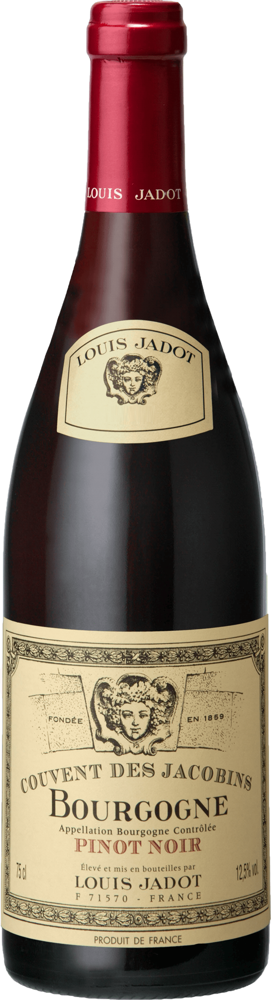 LOUIS JADOT
LOUIS JADOT
FONDÉE EN 1859
COUVENT DES JACOBINS
BOURGOGNE
Appellation Bourgogne Contrôlée
PINOT NOIR
75 cl
Élevé et mis en bouteilles par
12,5% vol.
LOUIS JADOT
F 71570 - FRANCE
PRODUIT DE FRANCE